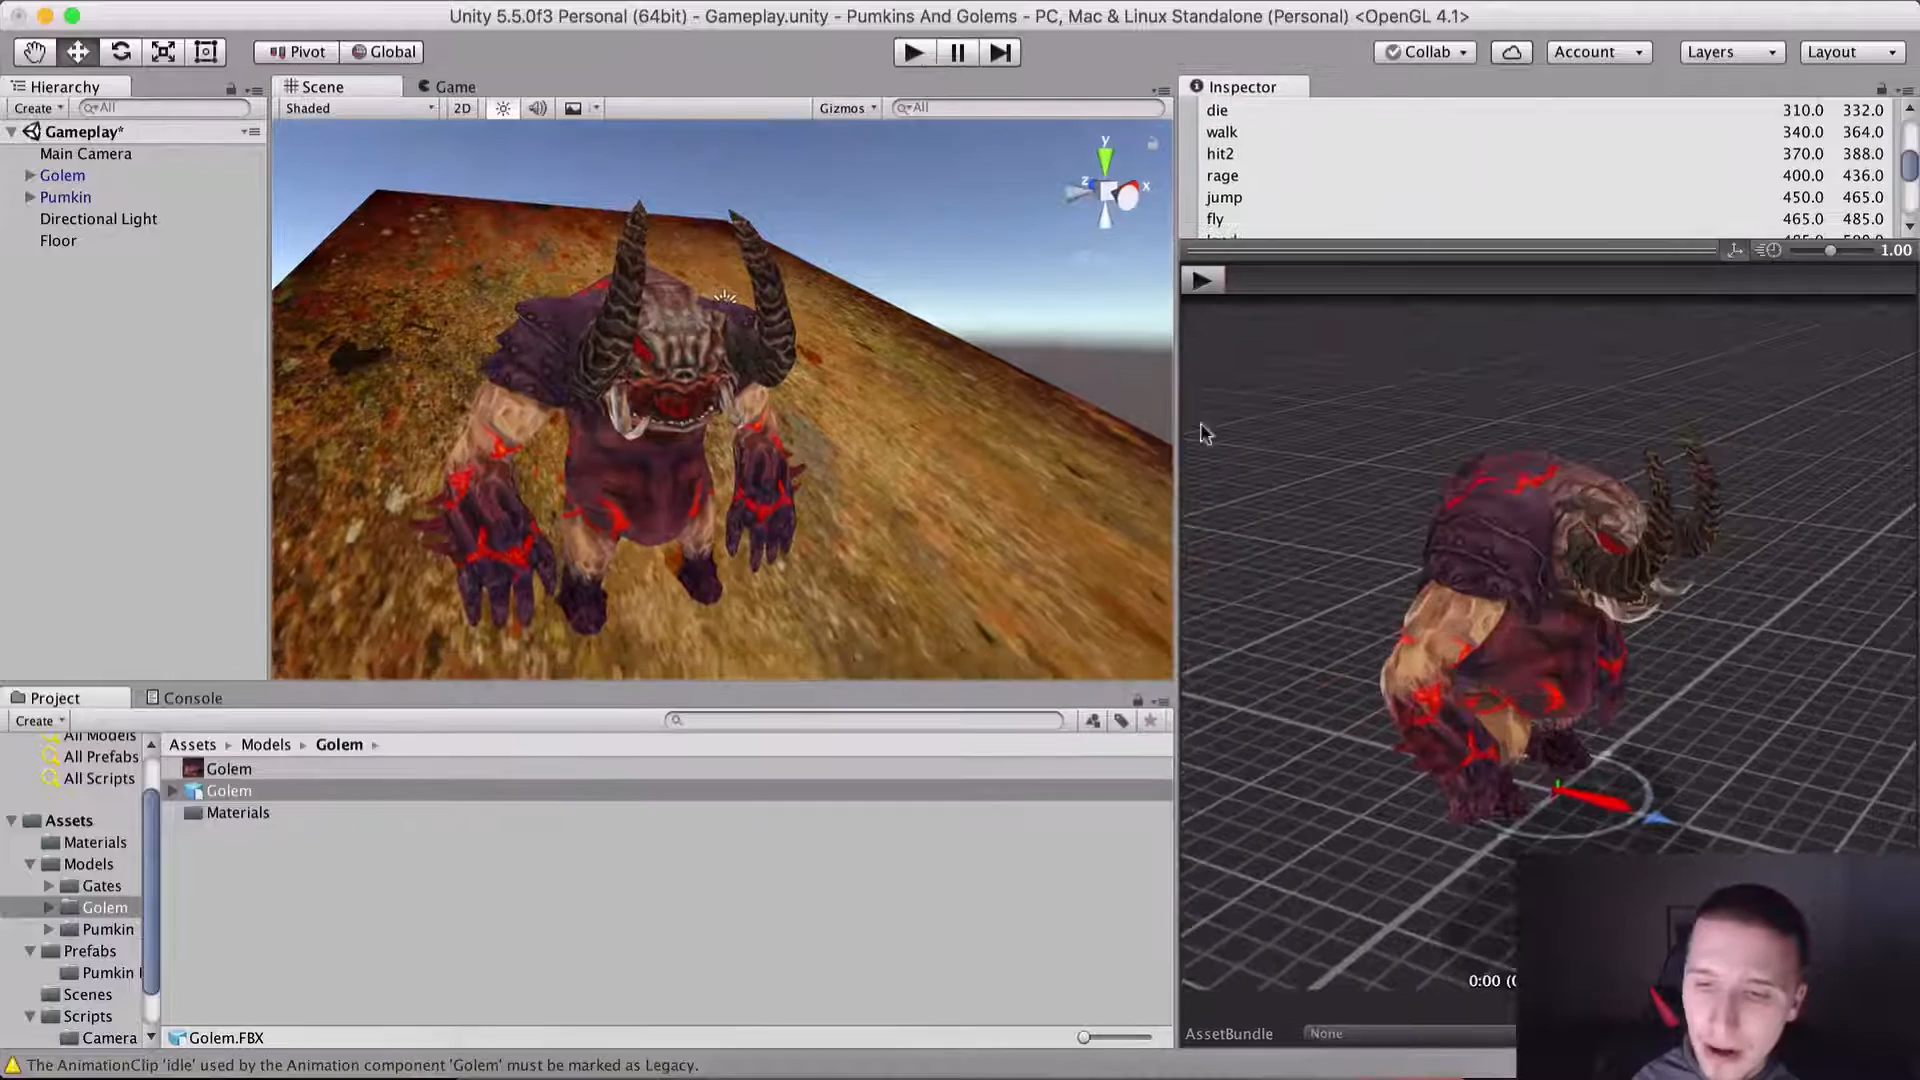 Unity 5.5.0f3 Personal (64bit) - Gameplay.unity - Pumkins And Golems - PC, Mac & Linux Standalone (Personal) <OpenGL 4.1>
Pivot Global Collab Account Layers Layout
Hierarchy
Create All
Gameplay*
Main Camera
Golem
Pumkin
Directional Light
Floor
Scene Game
Shaded 2D Gizmos All
y
z x
Inspector
die 310.0 332.0
walk 340.0 364.0
hit2 370.0 388.0
rage 400.0 436.0
jump 450.0 465.0
fly 465.0 485.0
1.00
0:00 (0
AssetBundle None
Project Console
Create
All Models
All Prefabs
All Scripts
Assets
Materials
Models
Gates
Golem
Pumkin
Prefabs
Pumkin
Scenes
Scripts
Camera
Assets Models Golem
Golem
Golem
Materials
Golem.FBX
The AnimationClip 'idle' used by the Animation component 'Golem' must be marked as Legacy.